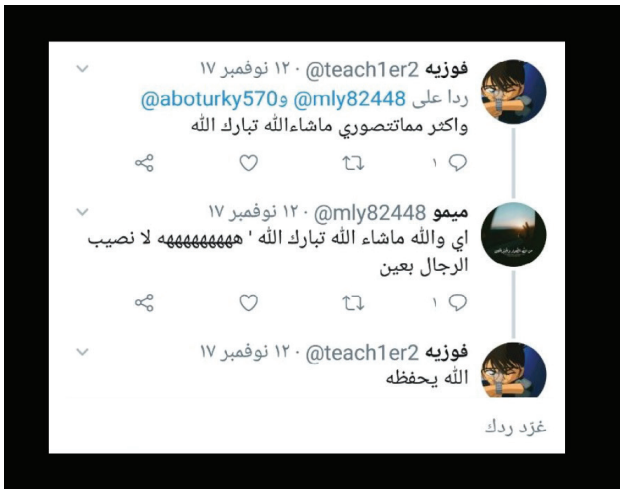 فوزيه @teach1er2 · ١٢ نوفمبر ١٧
ردا على @mly82448 و@aboturky570
واكثر مماتتصوري ماشاءالله تبارك الله
١
ميمو @mly82448 · ١٢ نوفمبر ١٧
اي والله ماشاء الله تبارك الله ' هههههههههه لا نصيب
الرجال بعين
١
فوزيه @teach1er2 · ١٢ نوفمبر ١٧
الله يحفظه
غرّد ردك